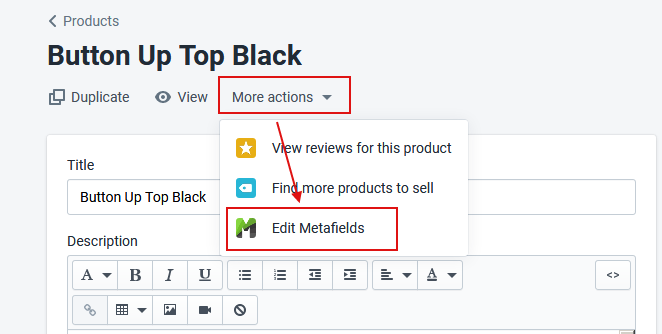 Products
Button Up Top Black
Duplicate View More actions
View reviews for this product
Find more products to sell
Edit Metafields
Title
Button Up Top Black
Description
A B I U A <>